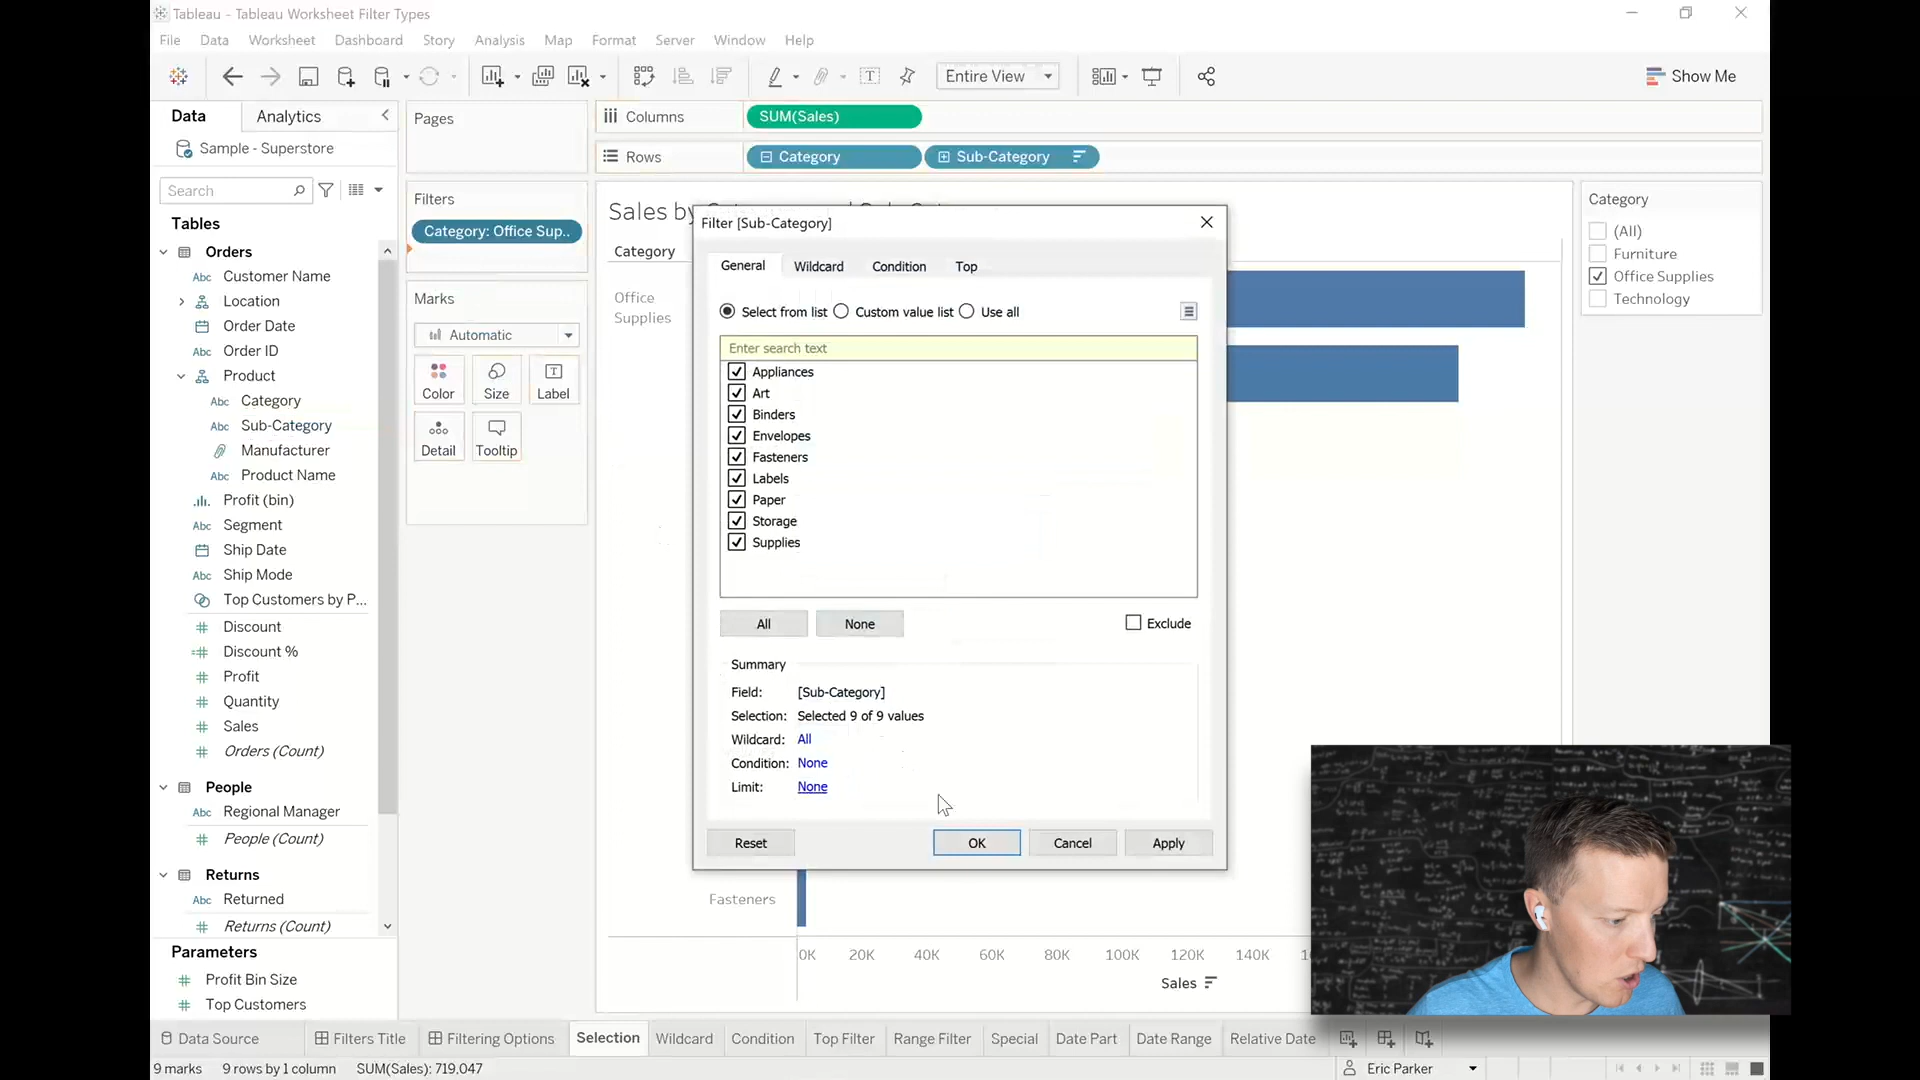 Tableau - Tableau Worksheet Filter Types
File Data Worksheet Dashboard Story Analysis Map Format Server Window Help
Entire View
Show Me
Data Analytics
Sample - Superstore
Search
Tables
Orders
Abc Customer Name
Location
Order Date
Abc Order ID
Product
Abc Category
Abc Sub-Category
Manufacturer
Abc Product Name
Profit (bin)
Abc Segment
Ship Date
Abc Ship Mode
Top Customers by P...
# Discount
=# Discount %
# Profit
# Quantity
# Sales
# Orders (Count)
People
Abc Regional Manager
# People (Count)
Returns
Abc Returned
# Returns (Count)
Parameters
# Profit Bin Size
# Top Customers
Pages
Filters
Category: Office Sup..
Marks
Automatic
Color Size Label
Detail Tooltip
Columns SUM(Sales)
Rows Category Sub-Category
Sales by
Category
Office
Supplies
Filter [Sub-Category]
General Wildcard Condition Top
Select from list Custom value list Use all
Enter search text
Appliances
Art
Binders
Envelopes
Fasteners
Labels
Paper
Storage
Supplies
All None Exclude
Summary
Field: [Sub-Category]
Selection: Selected 9 of 9 values
Wildcard: All
Condition: None
Limit: None
Reset OK Cancel Apply
Fasteners
0K 20K 40K 60K 80K 100K 120K 140K
Sales
Category
(All)
Furniture
Office Supplies
Technology
Data Source Filters Title Filtering Options Selection Wildcard Condition Top Filter Range Filter Special Date Part Date Range Relative Date
9 marks 9 rows by 1 column SUM(Sales): 719,047
Eric Parker